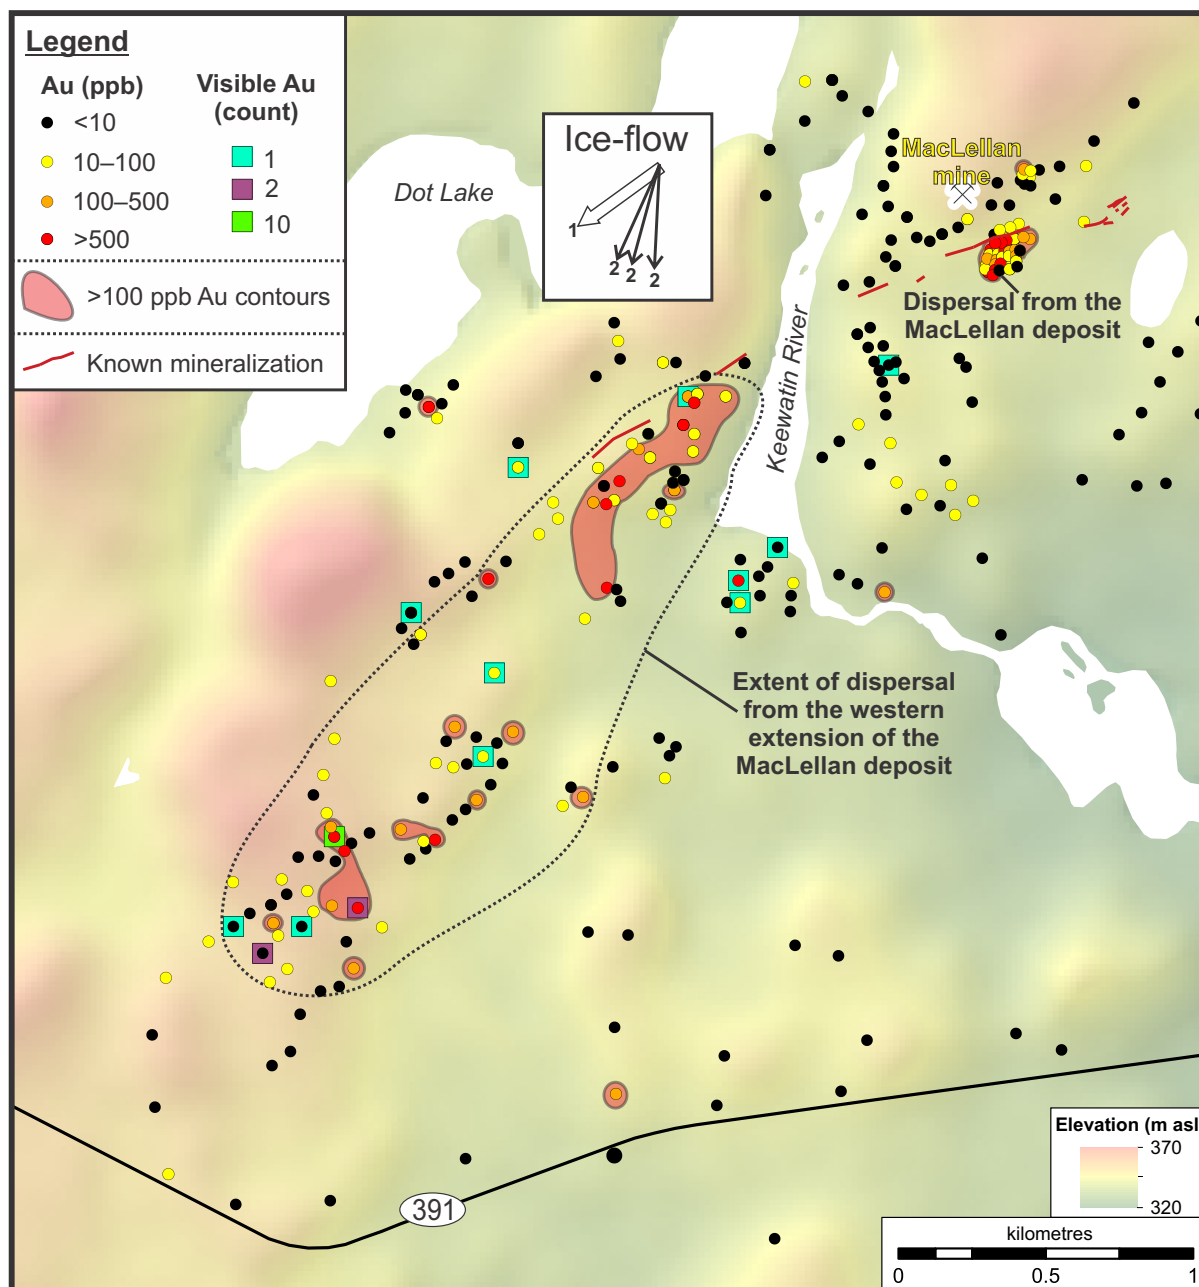 Legend
Au (ppb)
<10
10–100
100–500
>500
Visible Au
(count)
1
2
10
>100 ppb Au contours
Known mineralization
Ice-flow
1
2
2
2
Dot Lake
Keewatin River
MacLellan
mine
Dispersal from the
MacLellan deposit
Extent of dispersal
from the western
extension of the
MacLellan deposit
391
Elevation (m asl
370
320
kilometres
0
0.5
1